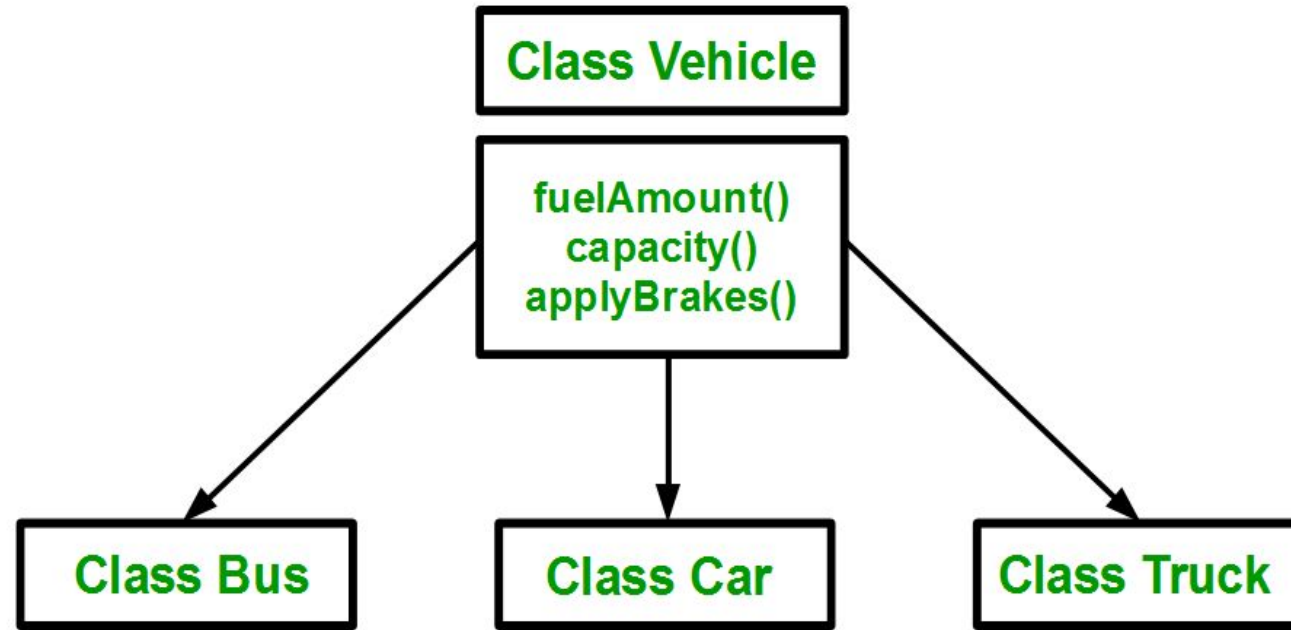 Class Vehicle
fuelAmount()
capacity()
applyBrakes()
Class Bus
Class Car
Class Truck